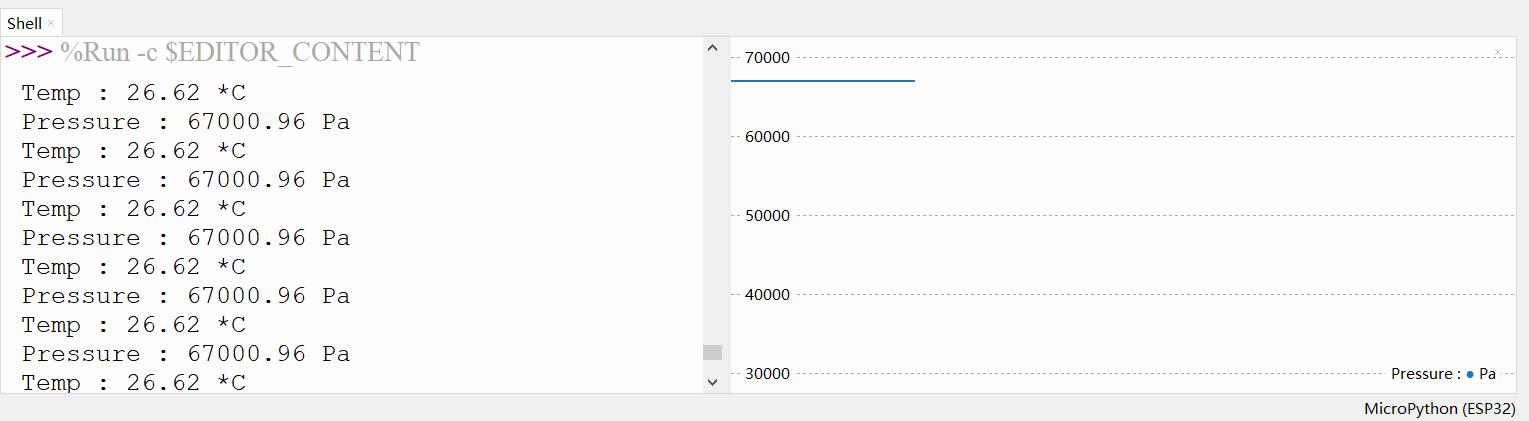 Shell ×
>>> %Run -c $EDITOR_CONTENT
Temp : 26.62 *C
Pressure : 67000.96 Pa
Temp : 26.62 *C
Pressure : 67000.96 Pa
Temp : 26.62 *C
Pressure : 67000.96 Pa
Temp : 26.62 *C
Pressure : 67000.96 Pa
Temp : 26.62 *C
Pressure : 67000.96 Pa
Temp : 26.62 *C
70000
60000
50000
40000
30000
Pressure : ● Pa
MicroPython (ESP32)